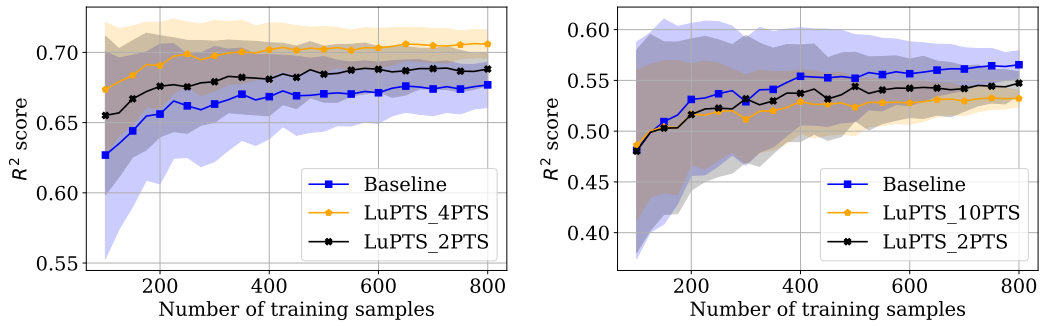 0.70
0.65
0.60
0.55
R² score
200
400
600
800
Number of training samples
Baseline
LuPTS_4PTS
LuPTS_2PTS
0.60
0.55
0.50
0.45
0.40
R² score
200
400
600
800
Number of training samples
Baseline
LuPTS_10PTS
LuPTS_2PTS